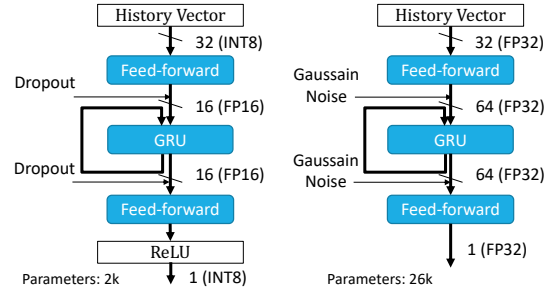 History Vector
32 (INT8)
Feed-forward
Dropout
16 (FP16)
GRU
16 (FP16)
Dropout
Feed-forward
ReLU
Parameters: 2k
1 (INT8)
History Vector
32 (FP32)
Feed-forward
Gaussain
Noise
64 (FP32)
GRU
64 (FP32)
Gaussain
Noise
Feed-forward
1 (FP32)
Parameters: 26k